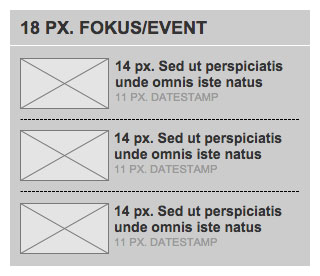 18 PX. FOKUS/EVENT
14 px. Sed ut perspiciatis
unde omnis iste natus
11 PX. DATESTAMP
14 px. Sed ut perspiciatis
unde omnis iste natus
11 PX. DATESTAMP
14 px. Sed ut perspiciatis
unde omnis iste natus
11 PX. DATESTAMP